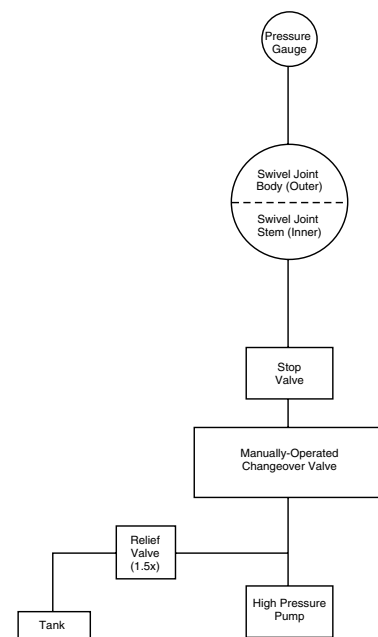 Pressure
Gauge
Swivel Joint
Body (Outer)
Swivel Joint
Stem (Inner)
Stop
Valve
Manually-Operated
Changeover Valve
Relief
Valve
(1.5x)
High Pressure
Pump
Tank